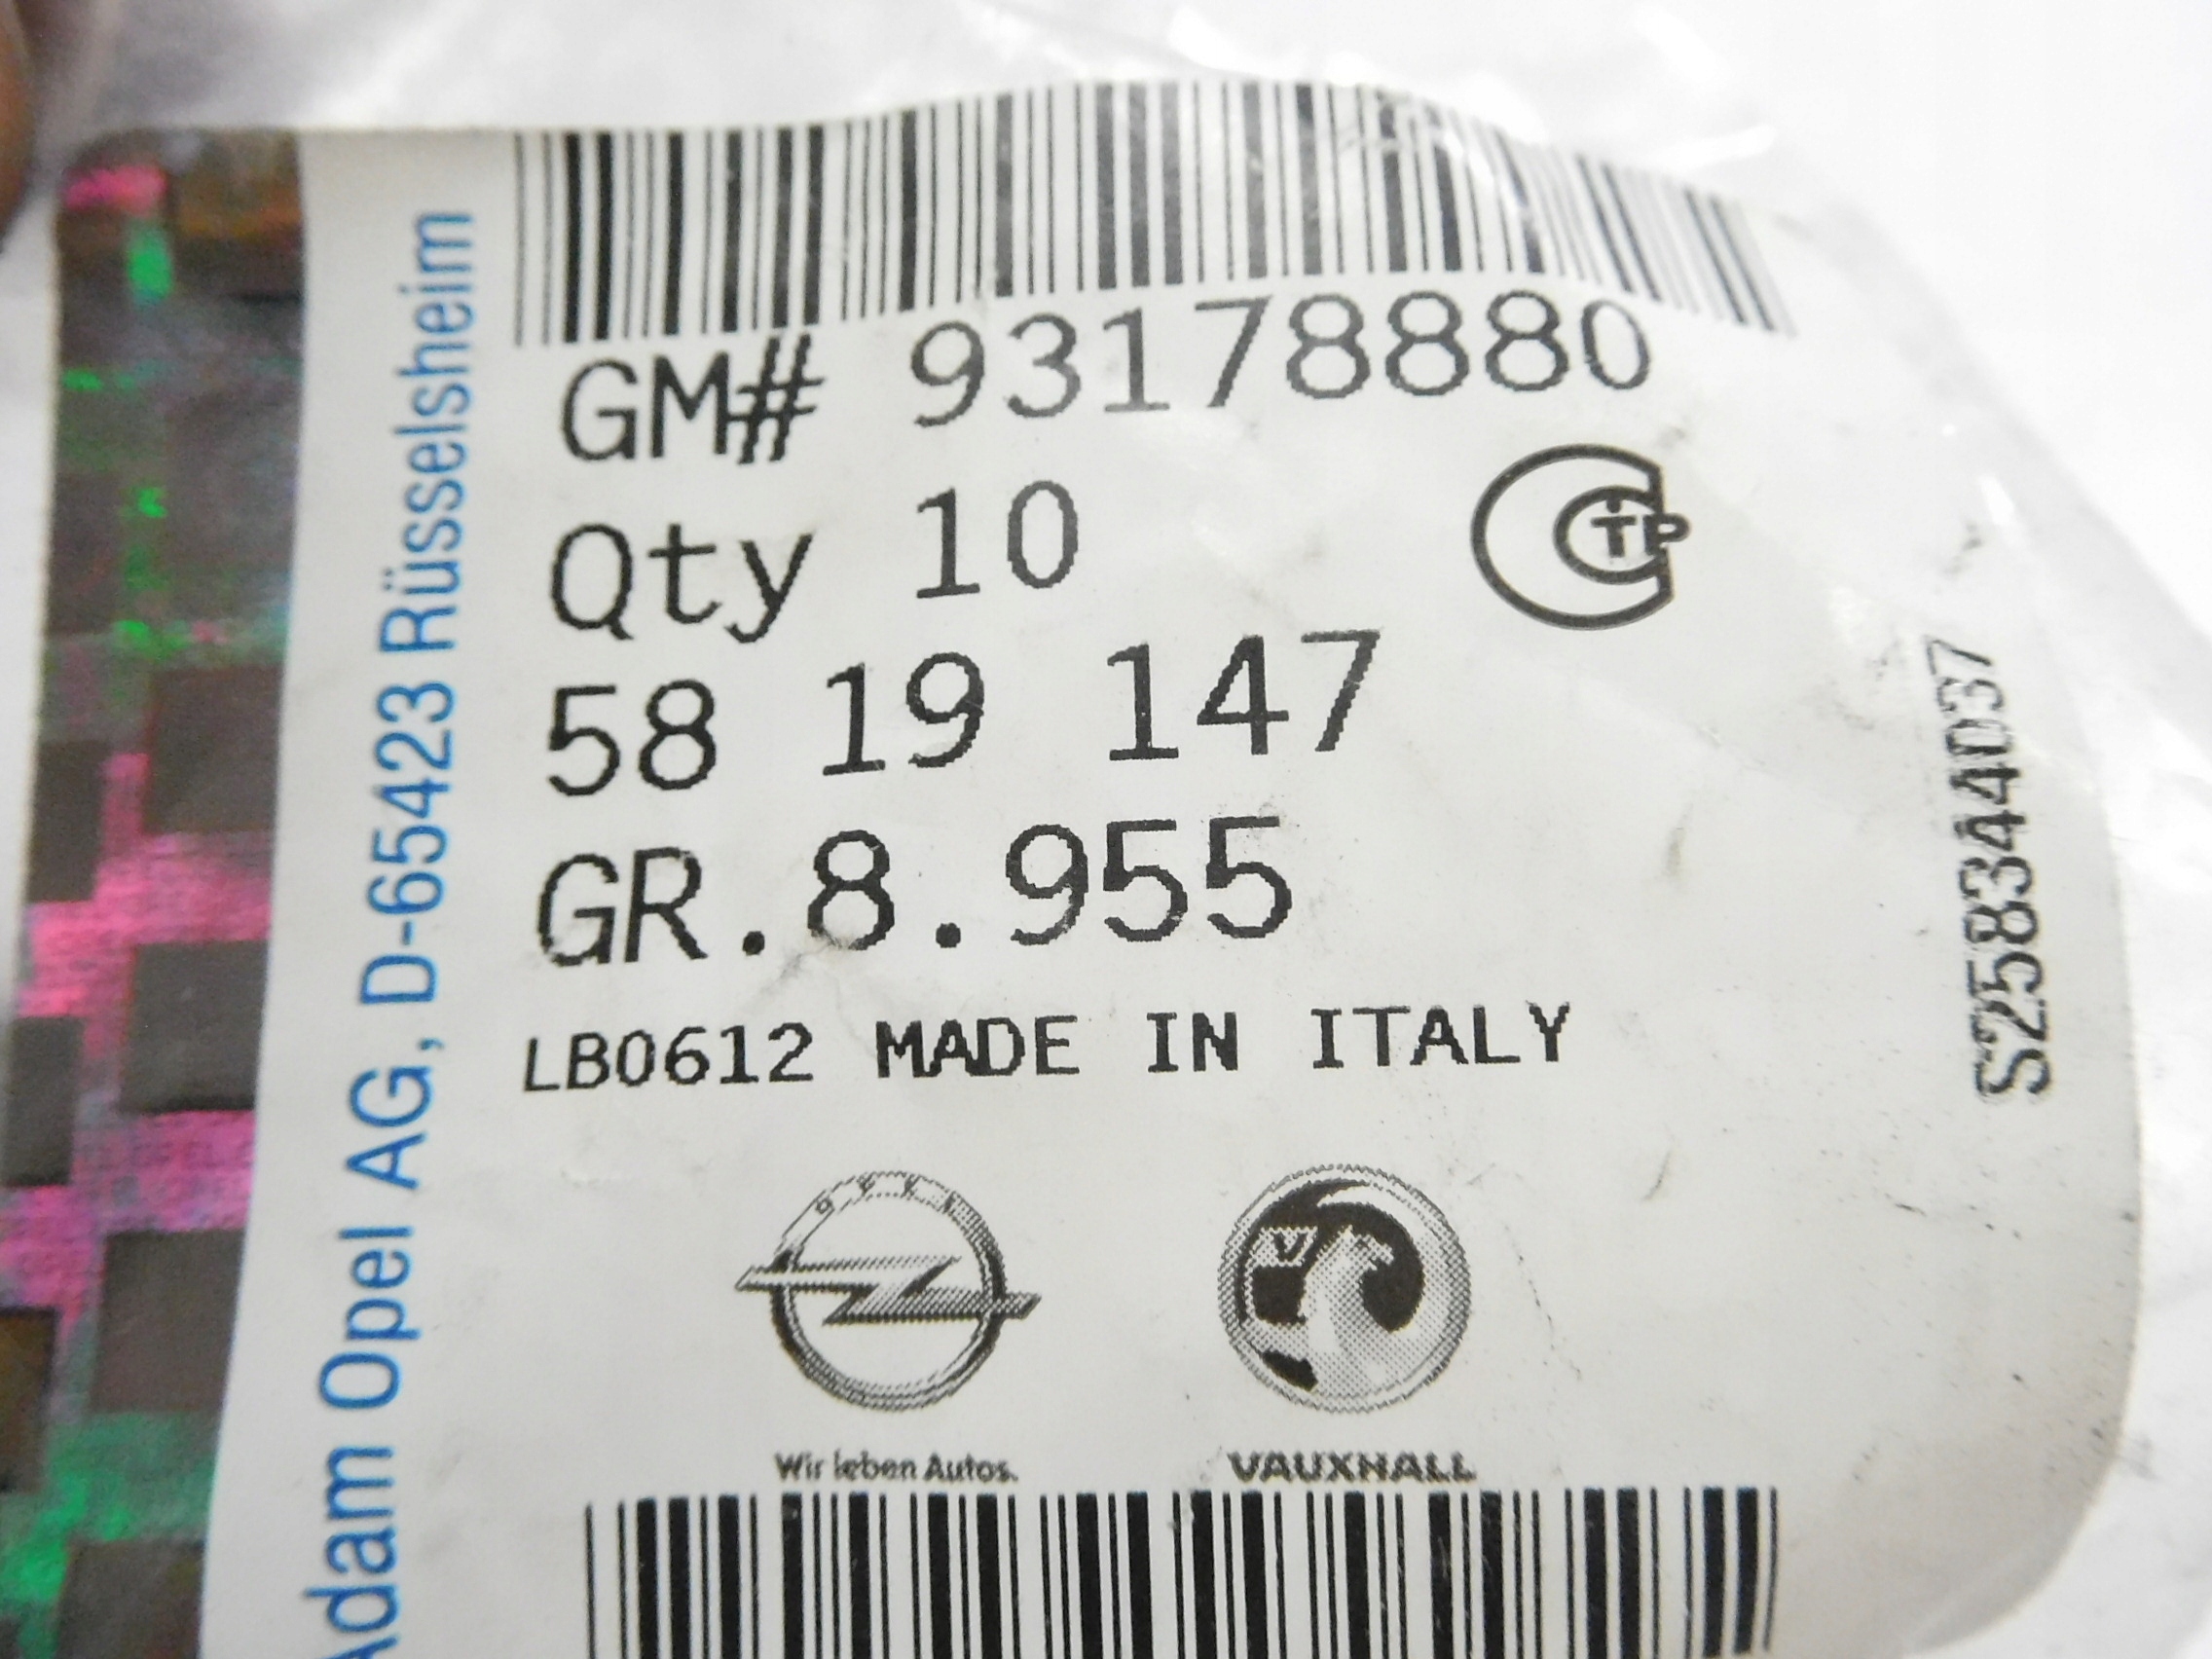 GM# 93178880
Qty 10
58 19 147
GR.8.955
LB0612 MADE IN ITALY
Wir leben Autos.
VAUXHALL
Adam Opel AG, D-65423 Rüsselsheim
S258344037